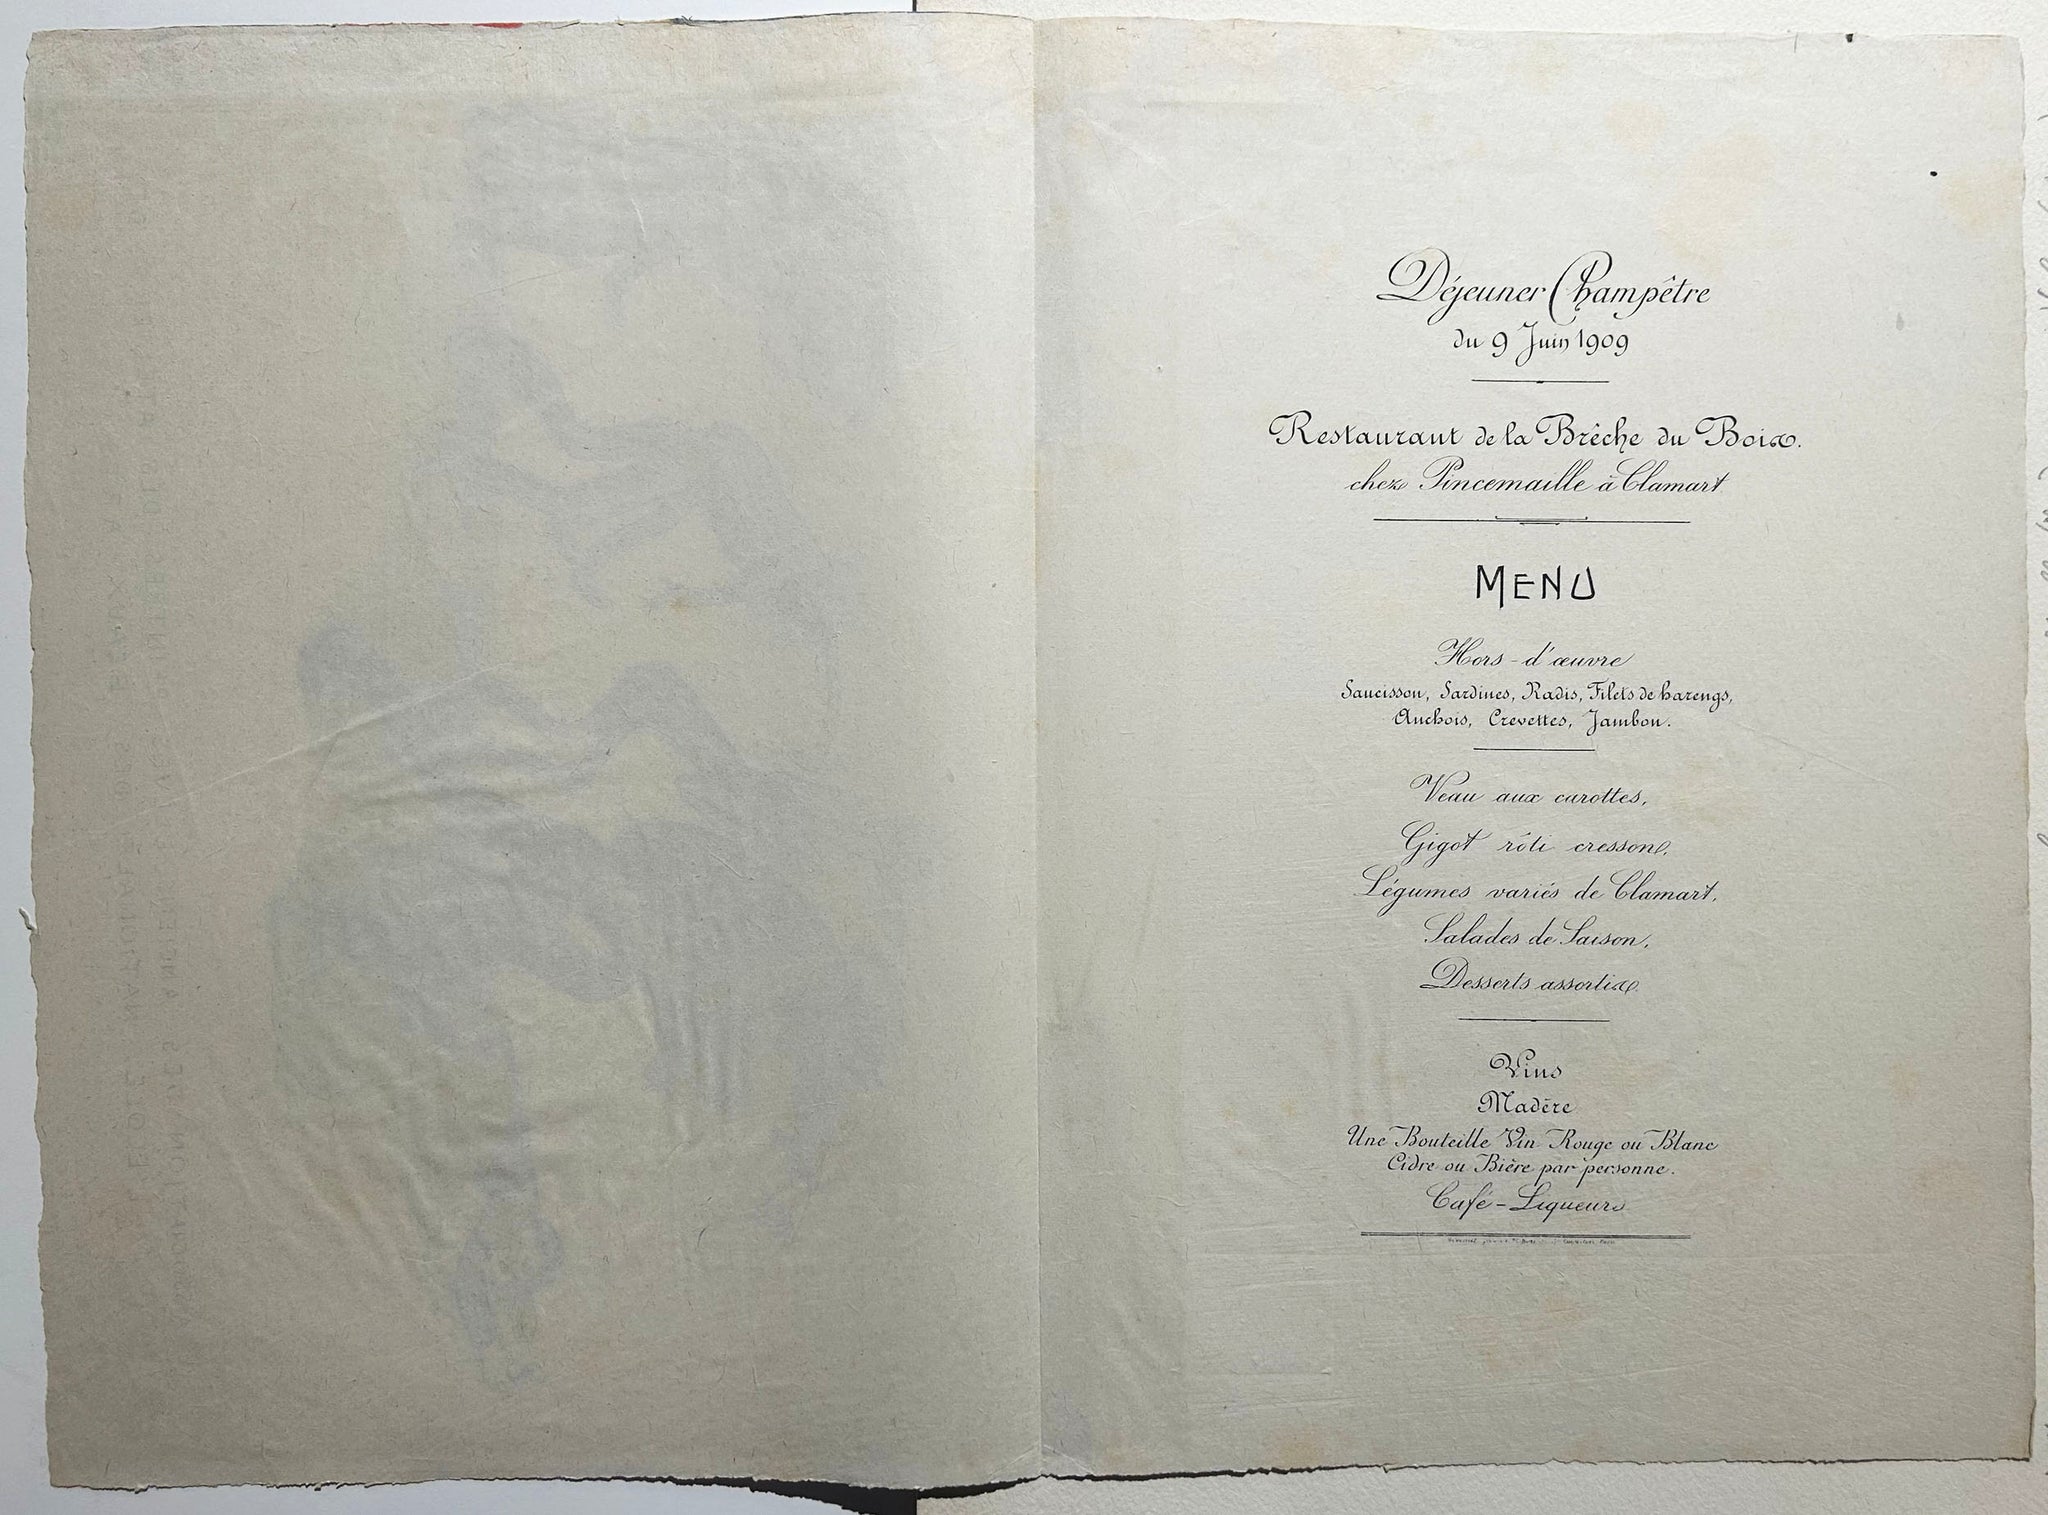 Déjeuner Champêtre
du 9 Juin 1909
Restaurant de la Brêche du Bois.
chez Pincemaille à Clamart
MENU
Hors-d'œuvre
Saucisson, Sardines, Radis, Filets de harengs,
Anchois, Crevettes, Jambon.
Veau aux carottes,
Gigot rôti cresson,
Légumes variés de Clamart,
Salades de Saison,
Desserts assortis
Vins
Madère
Une Bouteille Vin Rouge ou Blanc
Cidre ou Bière par personne.
Café-Liqueurs